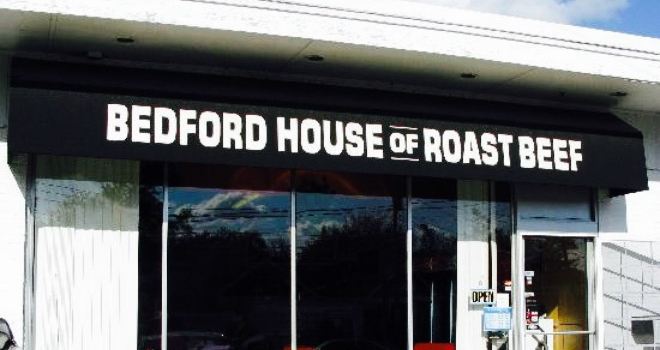 BEDFORD HOUSE OF ROAST BEEF
OPEN